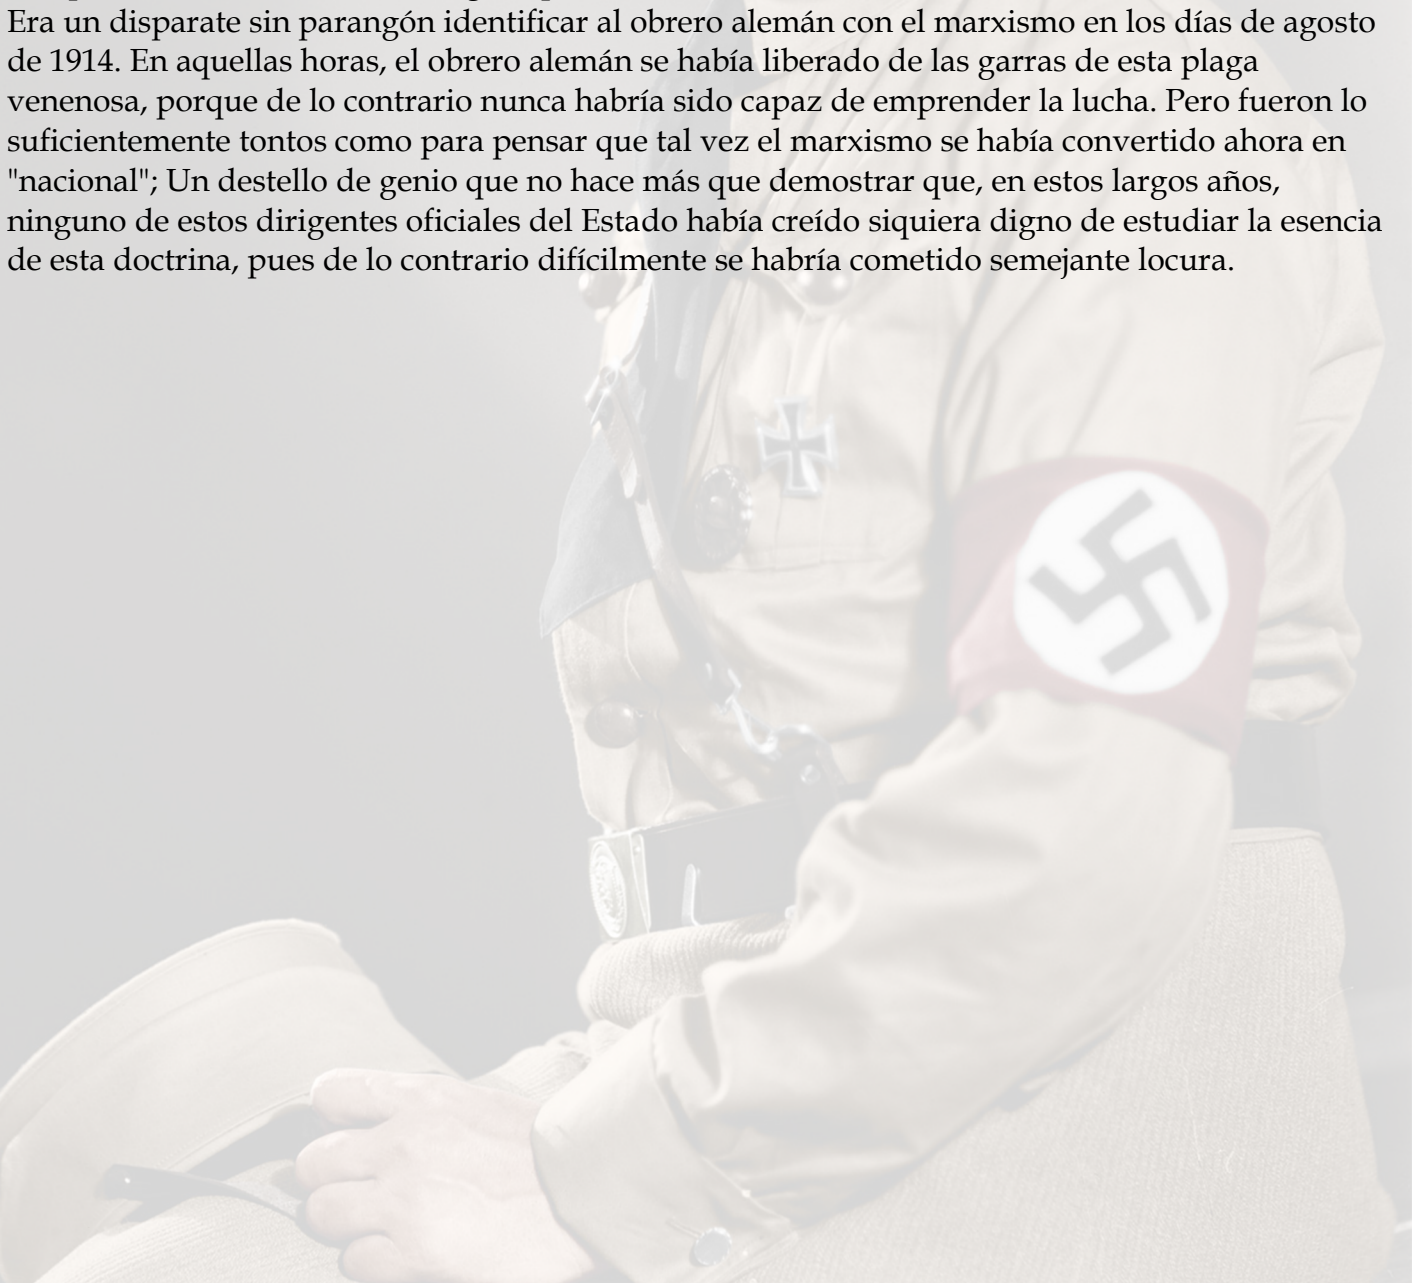 Era un disparate sin parangón identificar al obrero alemán con el marxismo en los días de agosto
de 1914. En aquellas horas, el obrero alemán se había liberado de las garras de esta plaga
venenosa, porque de lo contrario nunca habría sido capaz de emprender la lucha. Pero fueron lo
suficientemente tontos como para pensar que tal vez el marxismo se había convertido ahora en
"nacional"; Un destello de genio que no hace más que demostrar que, en estos largos años,
ninguno de estos dirigentes oficiales del Estado había creído siquiera digno de estudiar la esencia
de esta doctrina, pues de lo contrario difícilmente se habría cometido semejante locura.